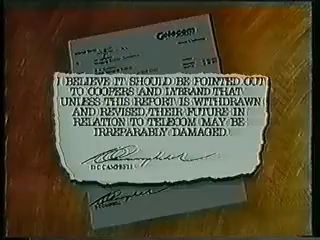 Telecom
I BELIEVE IT SHOULD BE POINTED OUT
TO COOPERS AND LYBRAND THAT
UNLESS THIS REPORT IS WITHDRAWN
AND REVISED, THEIR FUTURE IN
RELATION TO TELECOM MAY BE
IRREPARABLY DAMAGED.
D C CAMPBELL